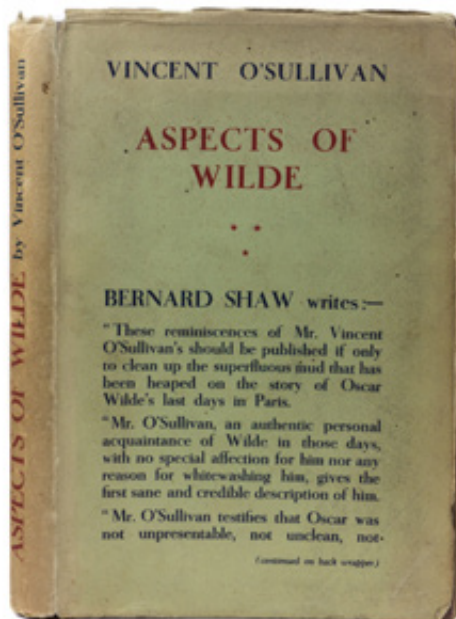 ASPECTS OF WILDE by Vincent O'Sullivan
VINCENT O'SULLIVAN
ASPECTS OF
WILDE
BERNARD SHAW writes:—
"These reminiscences of Mr. Vincent
O'Sullivan's should be published if only
to clean up the superfluous mud that has
been heaped on the story of Oscar
Wilde's last days in Paris.
"Mr. O'Sullivan, an authentic personal
acquaintance of Wilde in those days,
with no special affection for him nor any
reason for whitewashing him, gives the
first sane and credible description of him.
"Mr. O'Sullivan testifies that Oscar was
not unpresentable, not unclean, not-
(continued on back wrapper)